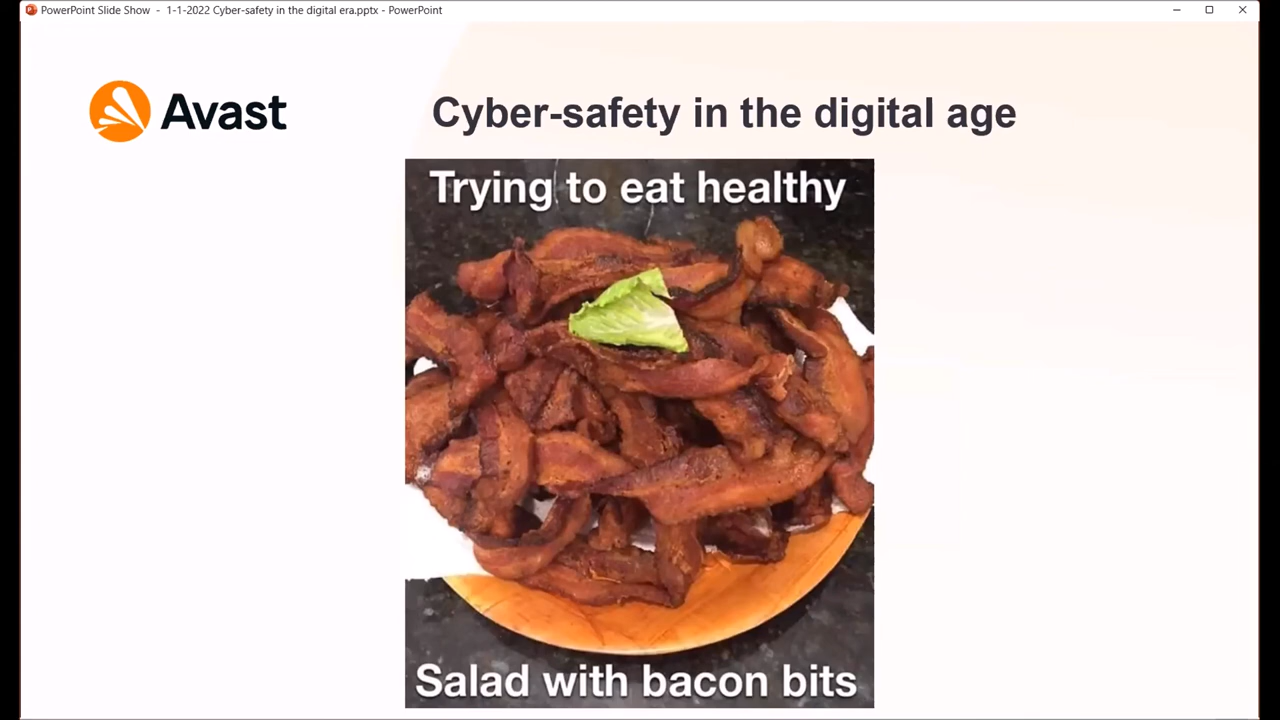 PowerPoint Slide Show - 1-1-2022 Cyber-safety in the digital era.pptx - PowerPoint
Avast
Cyber-safety in the digital age
Trying to eat healthy
Salad with bacon bits